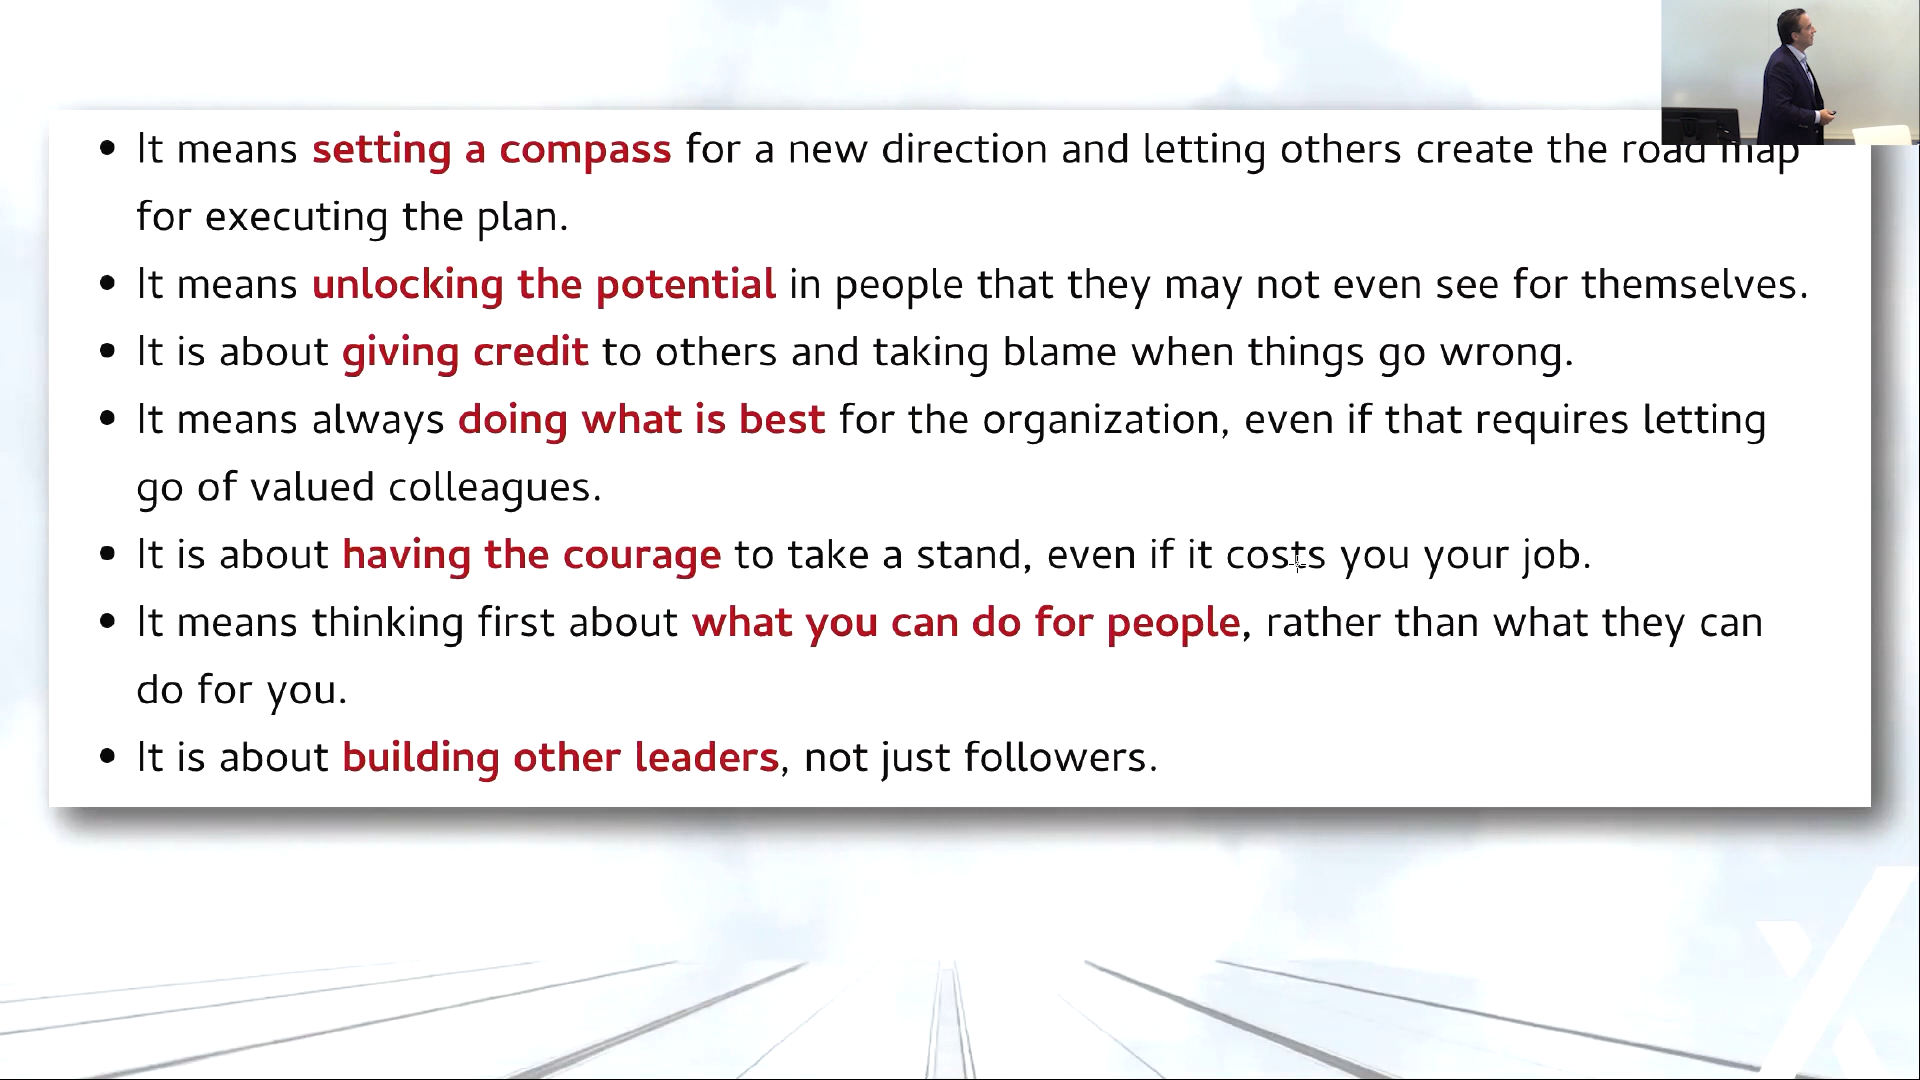 • It means setting a compass for a new direction and letting others create the road map
for executing the plan.
• It means unlocking the potential in people that they may not even see for themselves.
• It is about giving credit to others and taking blame when things go wrong.
• It means always doing what is best for the organization, even if that requires letting
go of valued colleagues.
• It is about having the courage to take a stand, even if it costs you your job.
• It means thinking first about what you can do for people, rather than what they can
do for you.
• It is about building other leaders, not just followers.